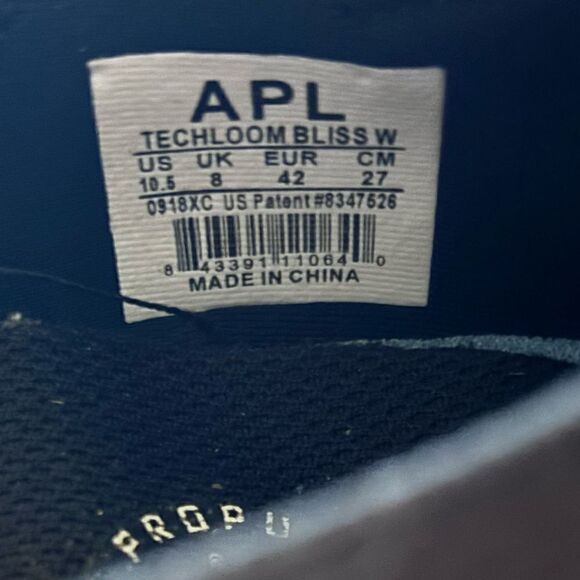 APL
TECHLOOM BLISS W
US UK EUR CM
10.5 8 42 27
0918XC US Patent #8347526
8 43391 11064 0
MADE IN CHINA